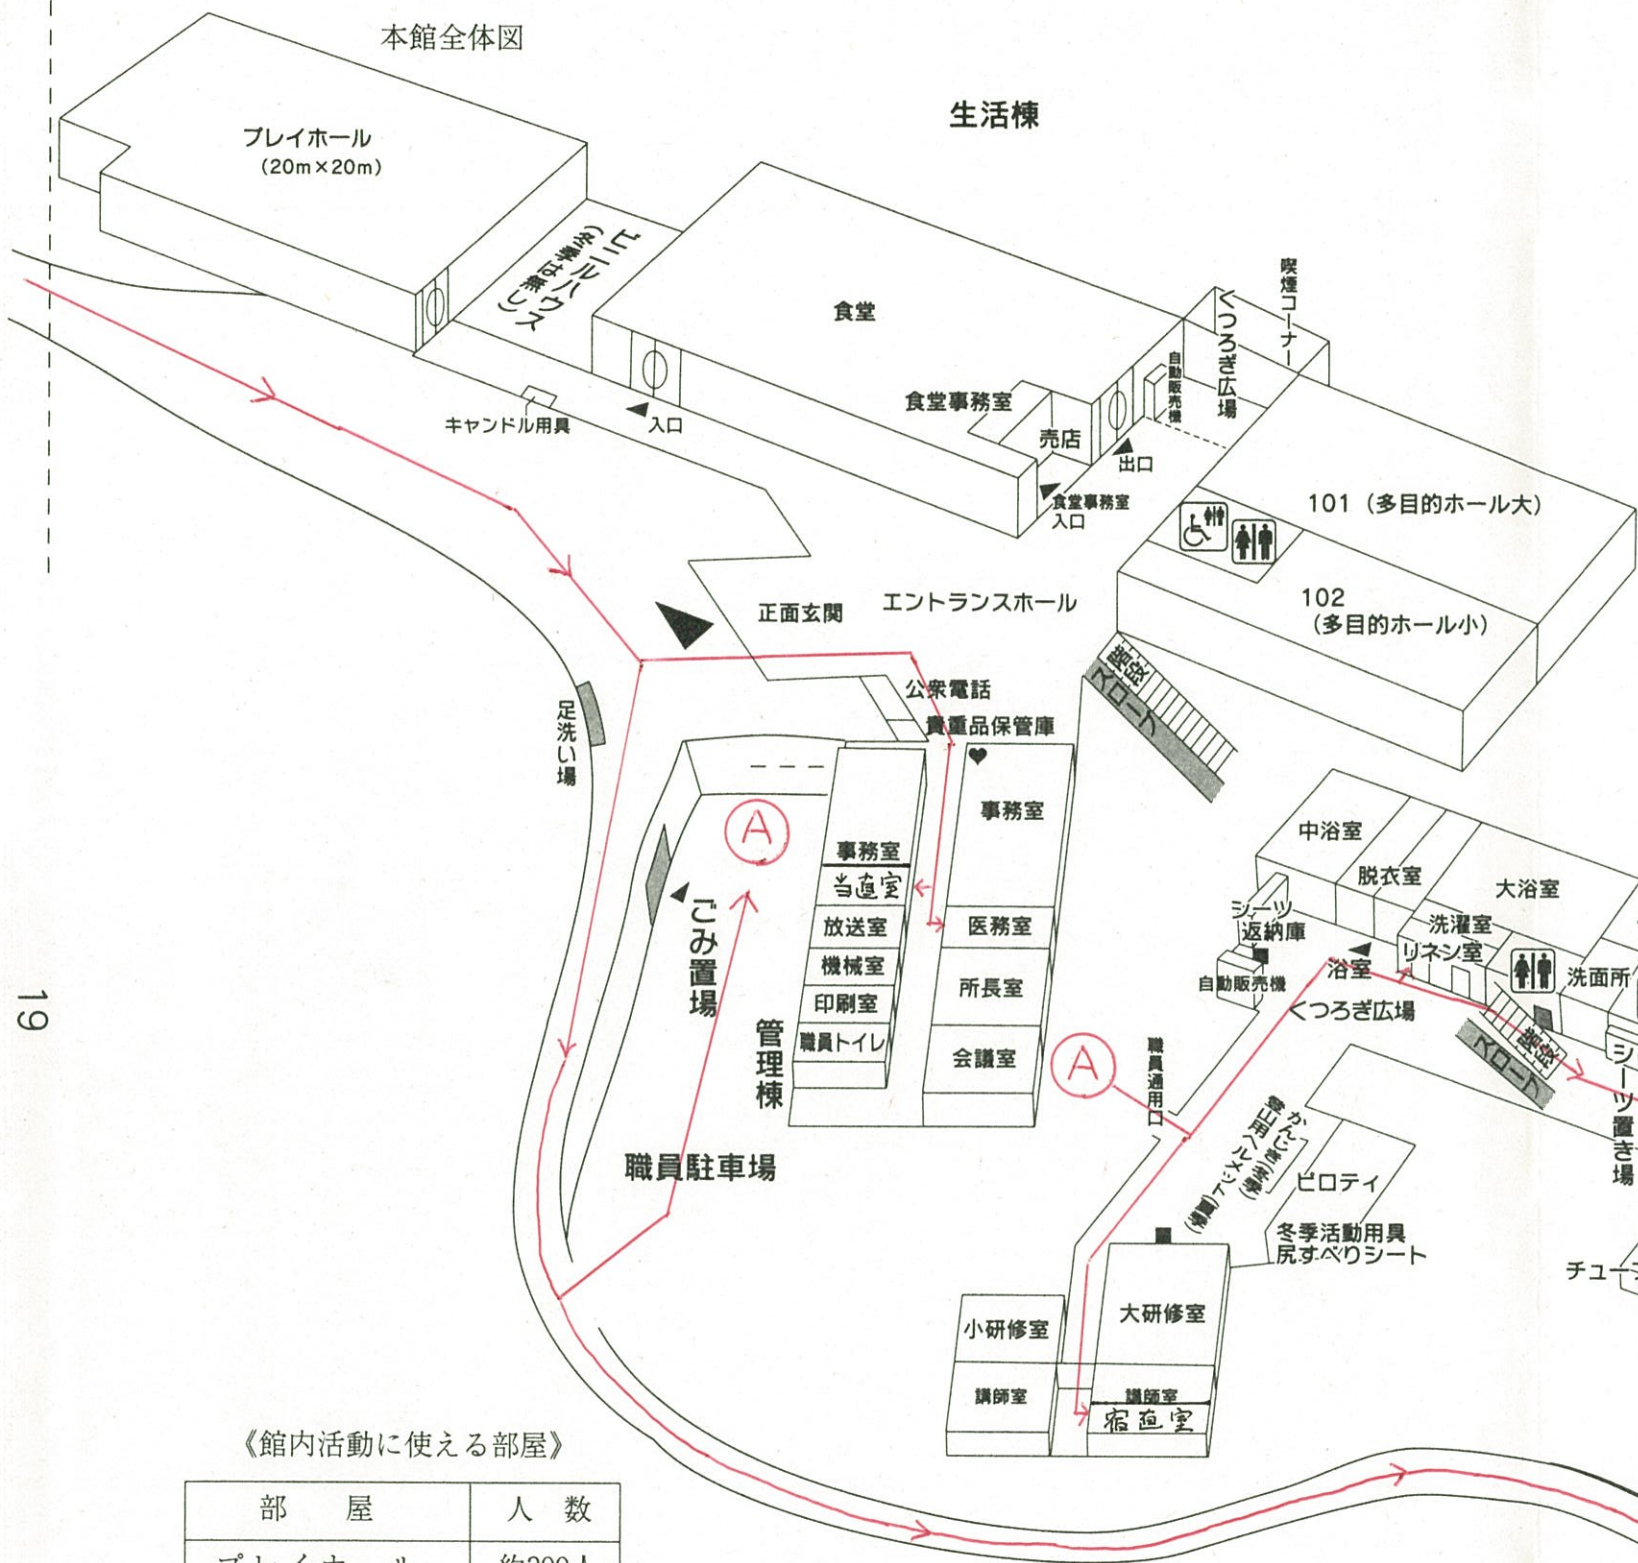 本館全体図
生活棟
プレイホール
(20m×20m)
ビニルハウス
(冬季は無し)
食堂
喫煙コーナー
くつろぎ広場
自動販売機
食堂事務室
売店
キャンドル用具
入口
出口
食堂事務室
入口
101（多目的ホール大）
102
（多目的ホール小）
エントランスホール
正面玄関
階段
スロープ
公衆電話
貴重品保管庫
足洗い場
事務室
事務室
A
中浴室
脱衣室
大浴室
当直室
放送室
医務室
シーツ
返納庫
洗濯室
リネン室
ごみ置場
機械室
所長室
自動販売機
浴室
洗面所
印刷室
くつろぎ広場
職員トイレ
会議室
管理棟
A
職員通用口
階段
スロープ
シーツ置き場
かんじき(冬季)
登山用ヘルメット
ピロティ
職員駐車場
冬季活動用具
尻すべりシート
チュー
小研修室
大研修室
講師室
講師室
宿直室
《館内活動に使える部屋》
部屋 人数
プレイホール 約200人
19